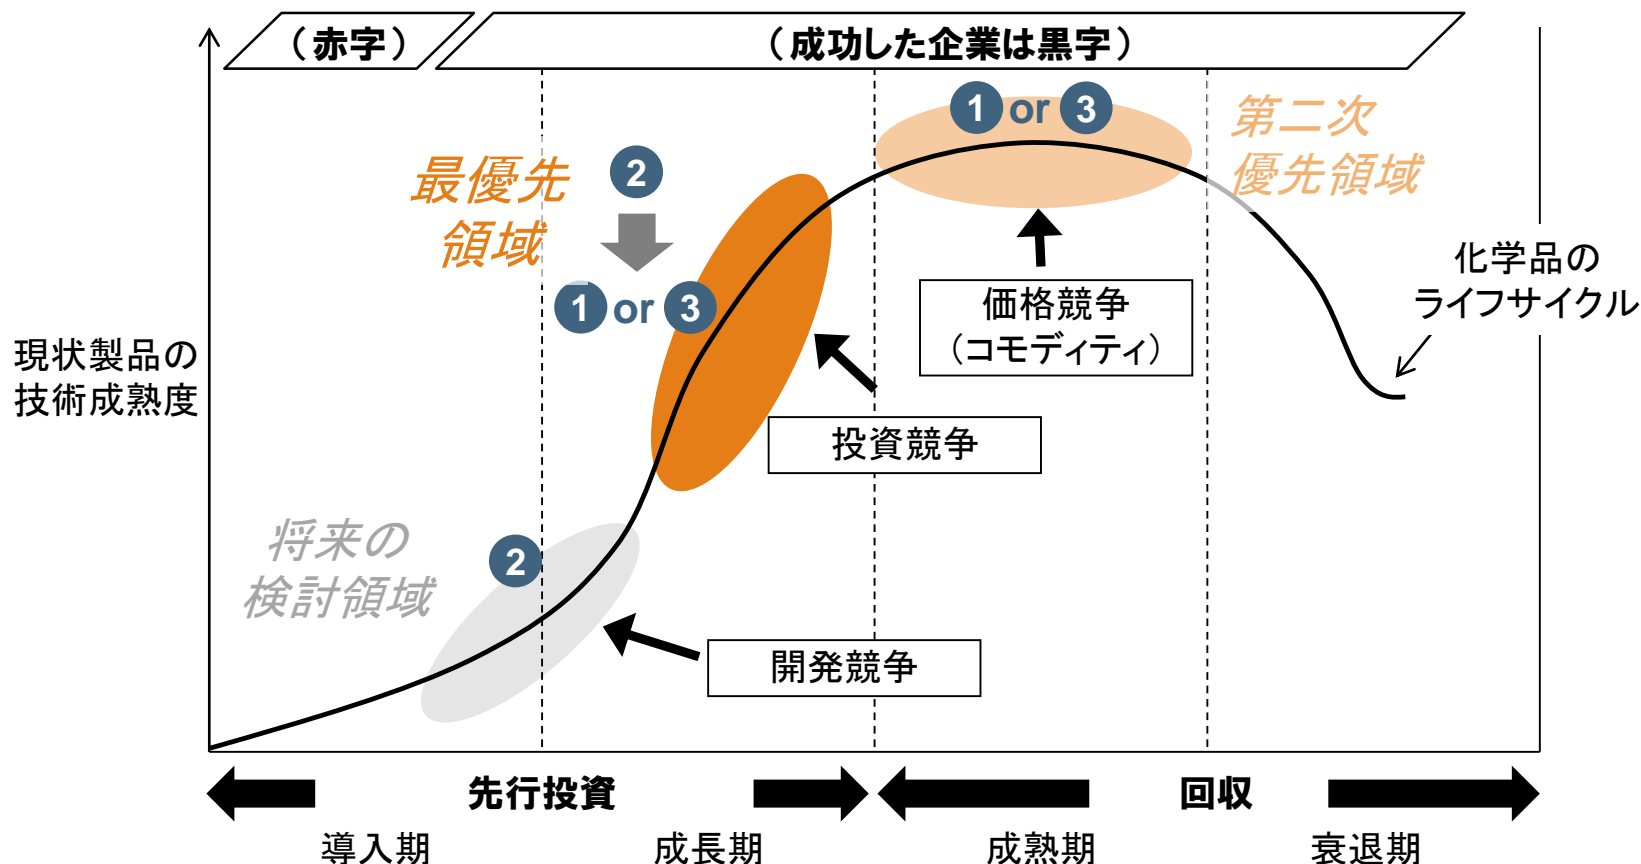 （赤字）
（成功した企業は黒字）
1 or 3
第二次
優先領域
最優先
領域
2
1 or 3
化学品の
ライフサイクル
価格競争
（コモディティ）
現状製品の
技術成熟度
投資競争
将来の
検討領域
2
開発競争
先行投資
回収
導入期
成長期
成熟期
衰退期